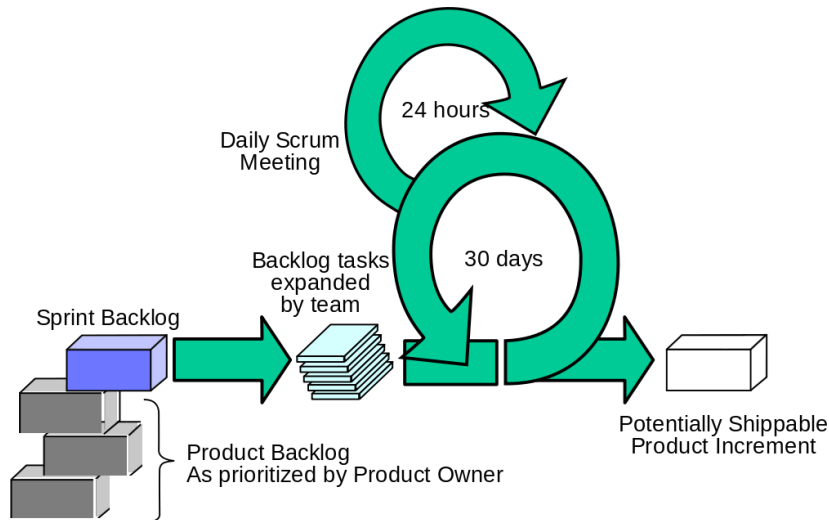 24 hours
Daily Scrum
Meeting
30 days
Backlog tasks
expanded
by team
Sprint Backlog
Potentially Shippable
Product Increment
Product Backlog
As prioritized by Product Owner